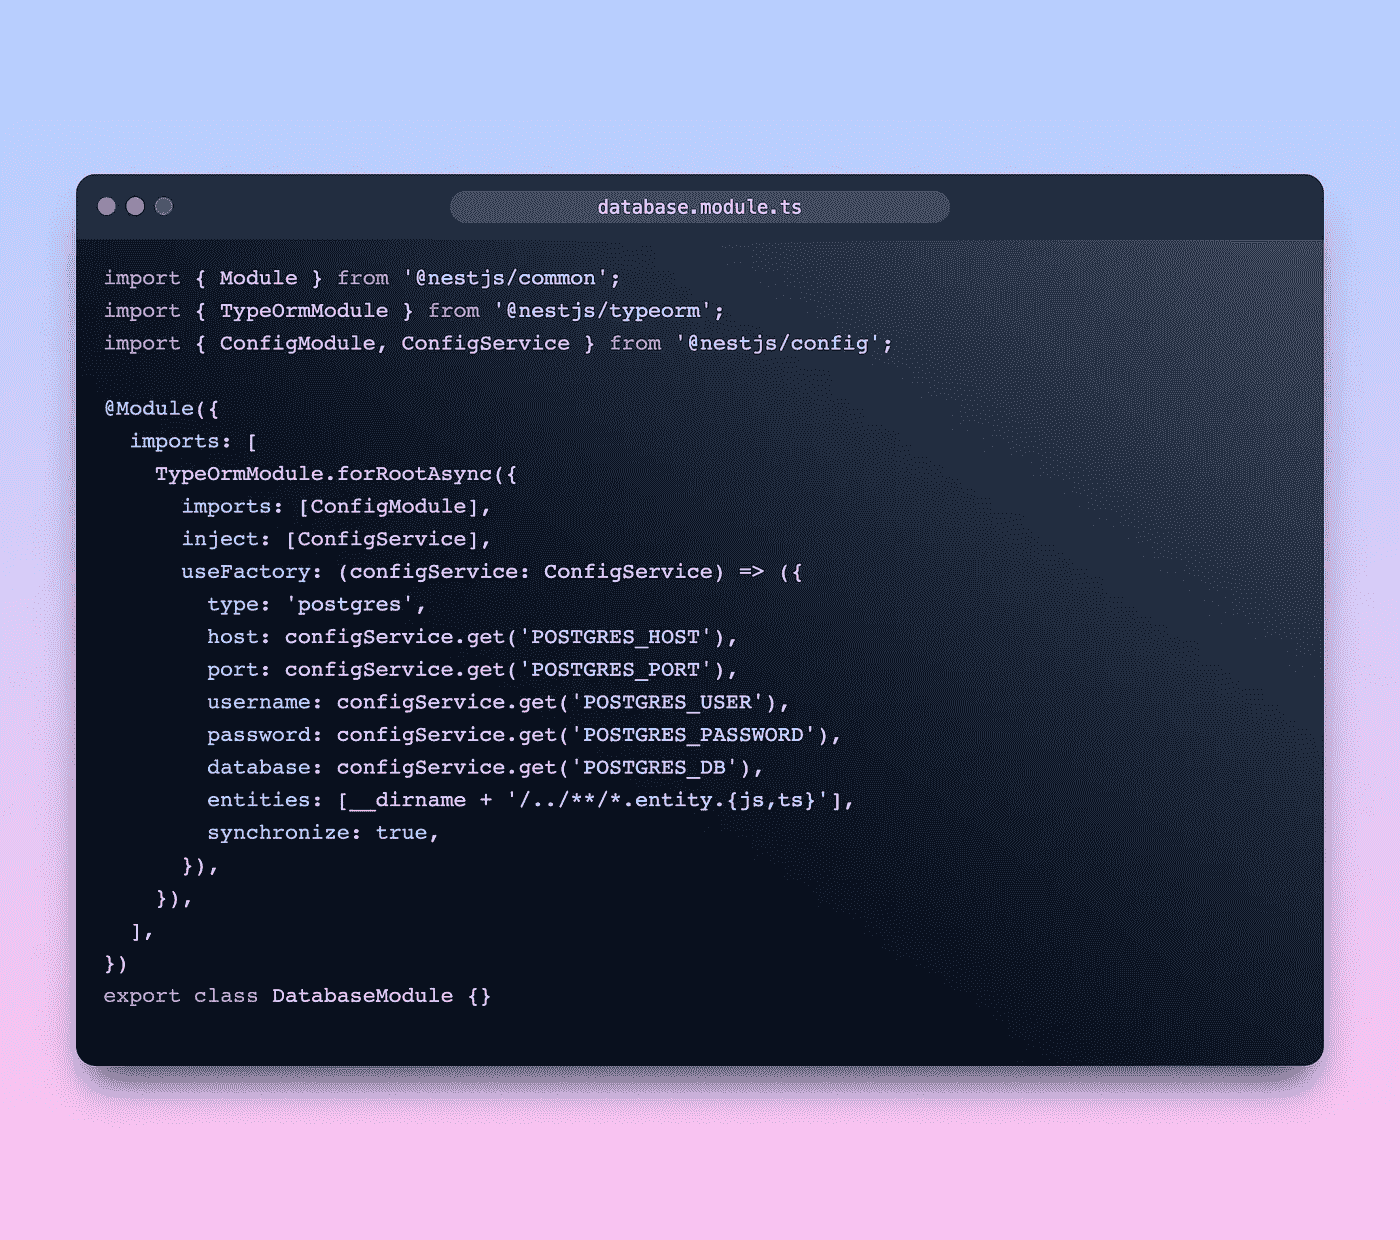 database.module.ts
import { Module } from '@nestjs/common';
import { TypeOrmModule } from '@nestjs/typeorm';
import { ConfigModule, ConfigService } from '@nestjs/config';
@Module({
  imports: [
    TypeOrmModule.forRootAsync({
      imports: [ConfigModule],
      inject: [ConfigService],
      useFactory: (configService: ConfigService) => ({
        type: 'postgres',
        host: configService.get('POSTGRES_HOST'),
        port: configService.get('POSTGRES_PORT'),
        username: configService.get('POSTGRES_USER'),
        password: configService.get('POSTGRES_PASSWORD'),
        database: configService.get('POSTGRES_DB'),
        entities: [__dirname + '/../**/*.entity.{js,ts}'],
        synchronize: true,
      }),
    }),
  ],
})
export class DatabaseModule {}